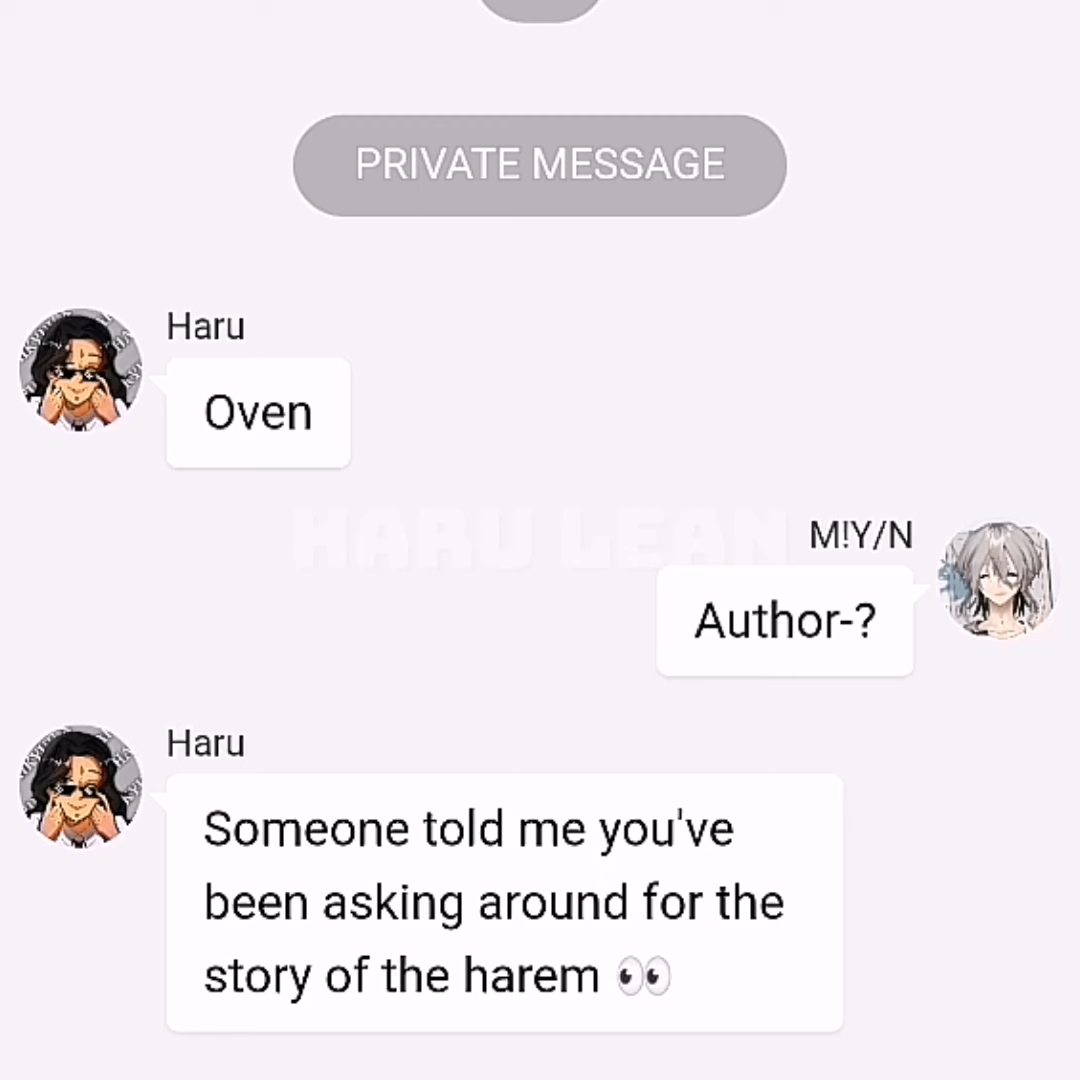 PRIVATE MESSAGE
Haru
Oven
HARU LEAN
M!Y/N
Author-?
Haru
Someone told me you've
been asking around for the
story of the harem 👀